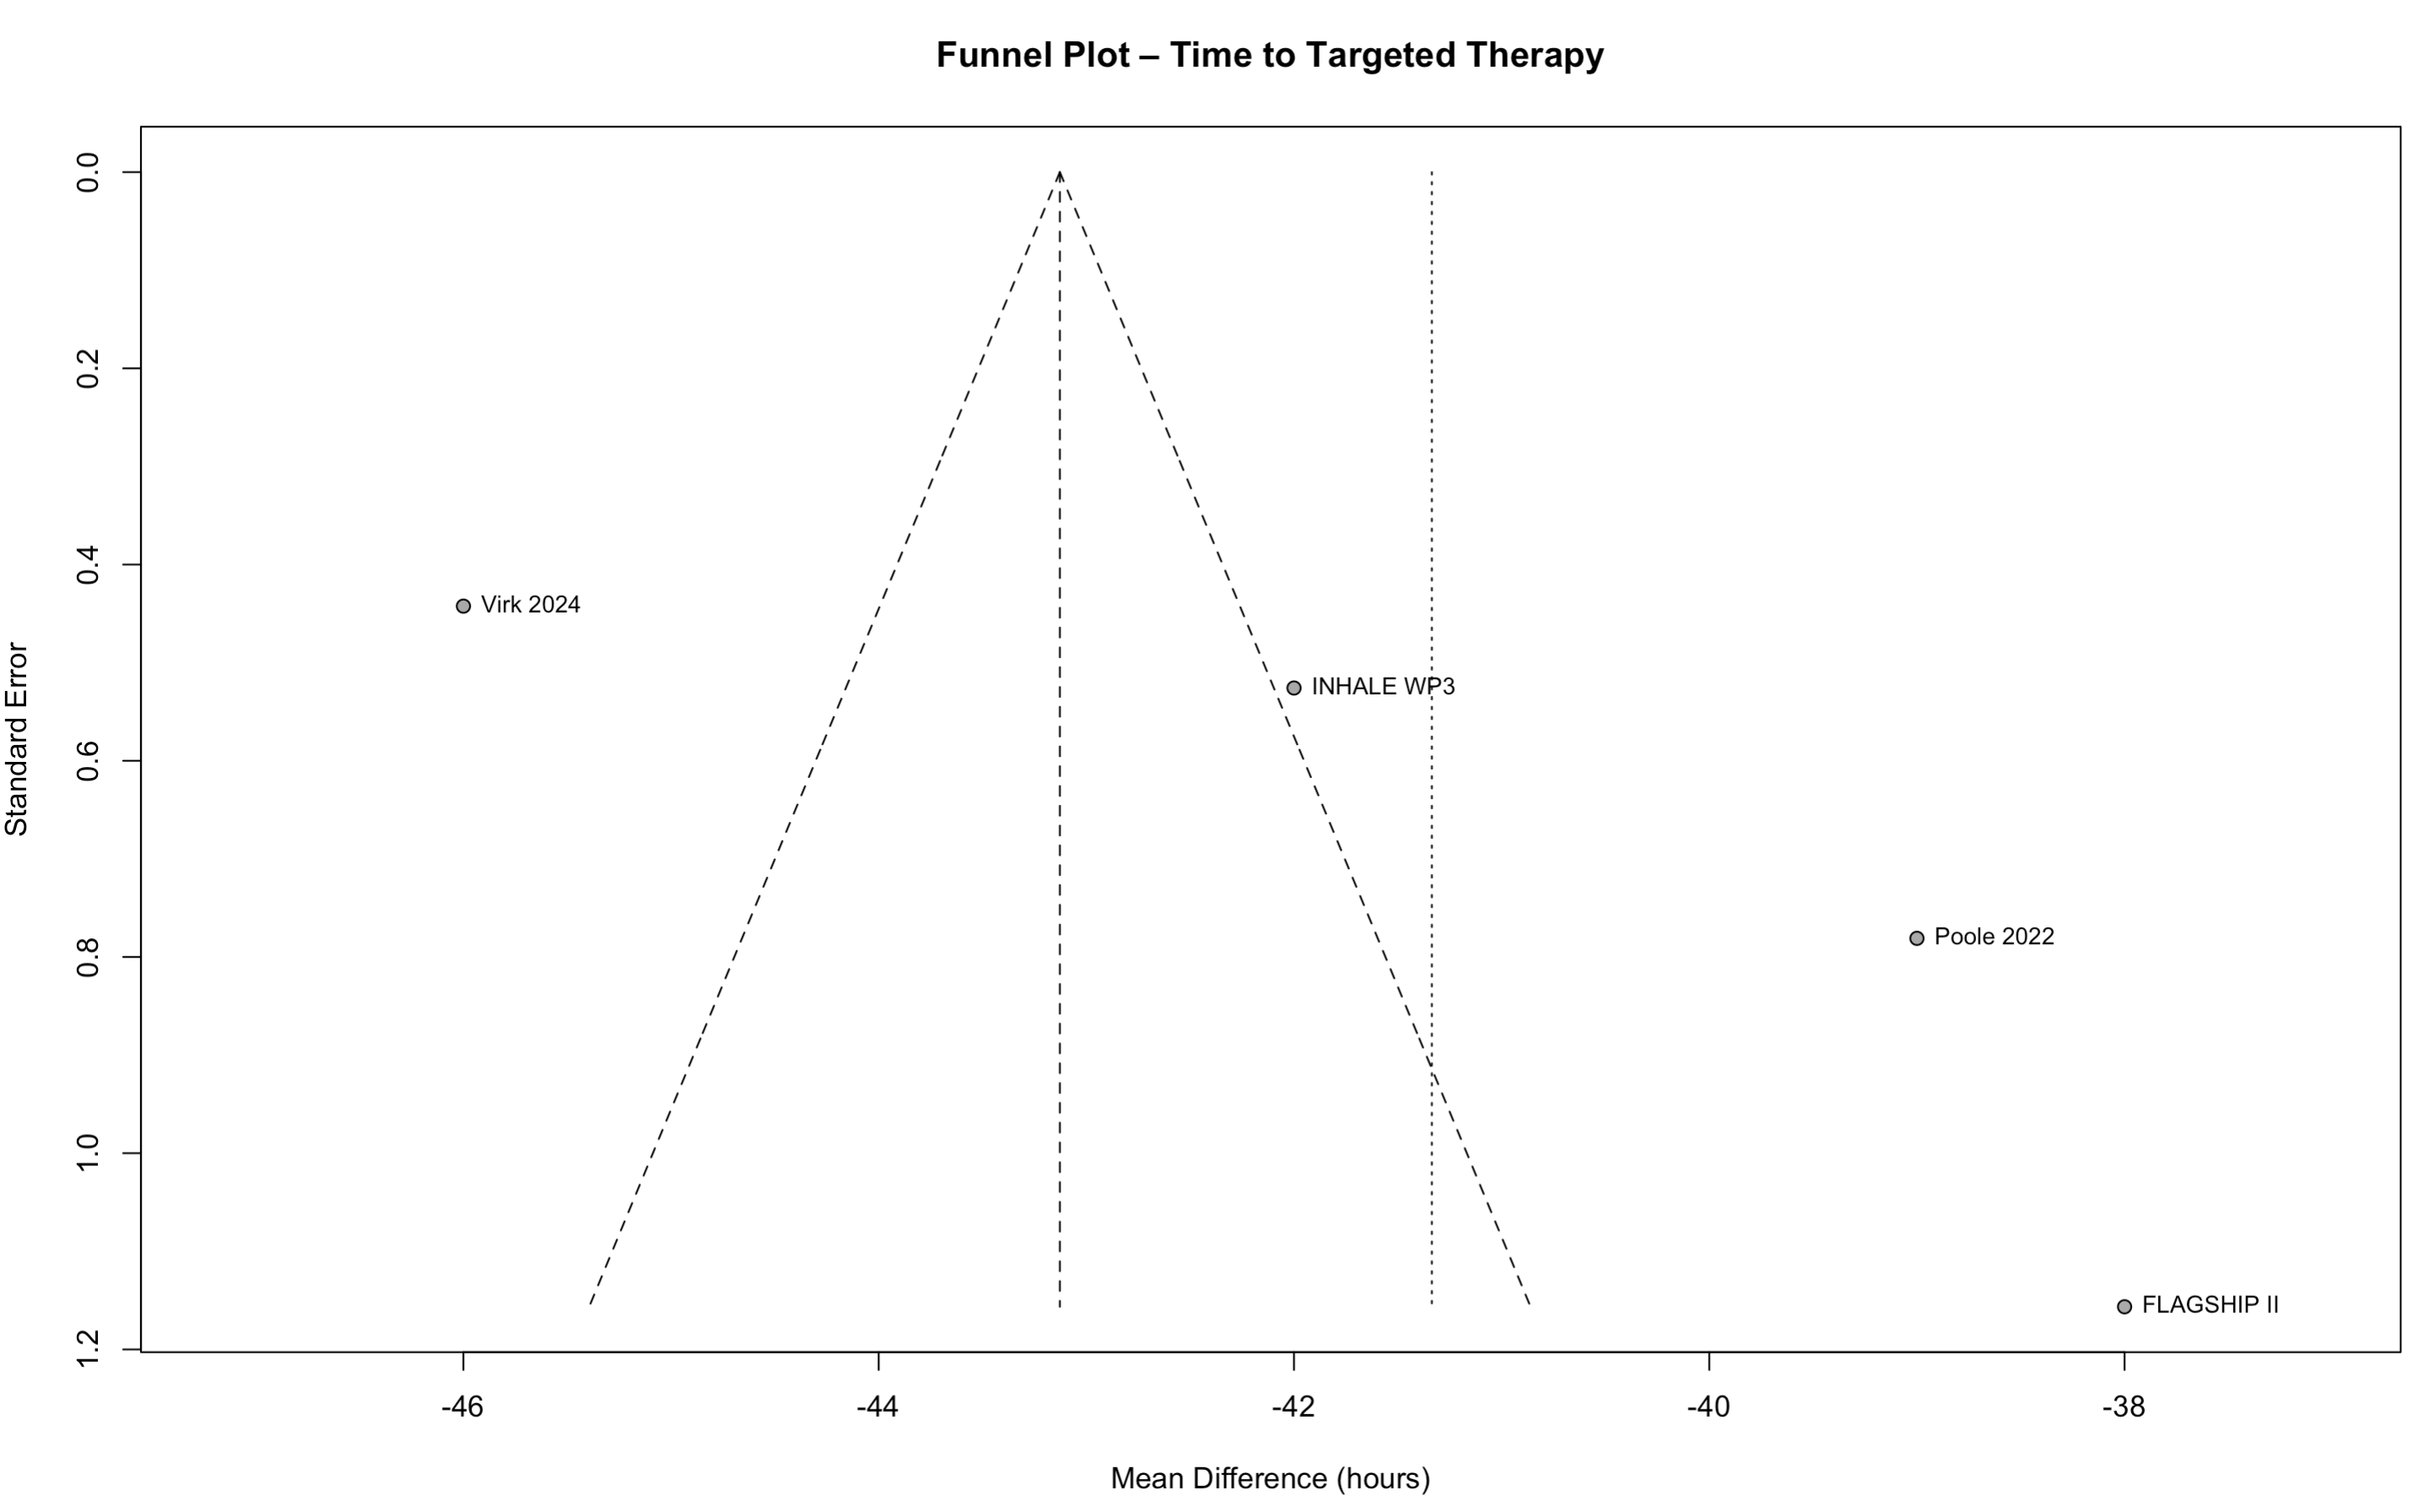 Funnel Plot – Time to Targeted Therapy
Standard Error
0.0
0.2
0.4
0.6
0.8
1.0
1.2
Virk 2024
INHALE WP3
Poole 2022
FLAGSHIP II
-46
-44
-42
-40
-38
Mean Difference (hours)